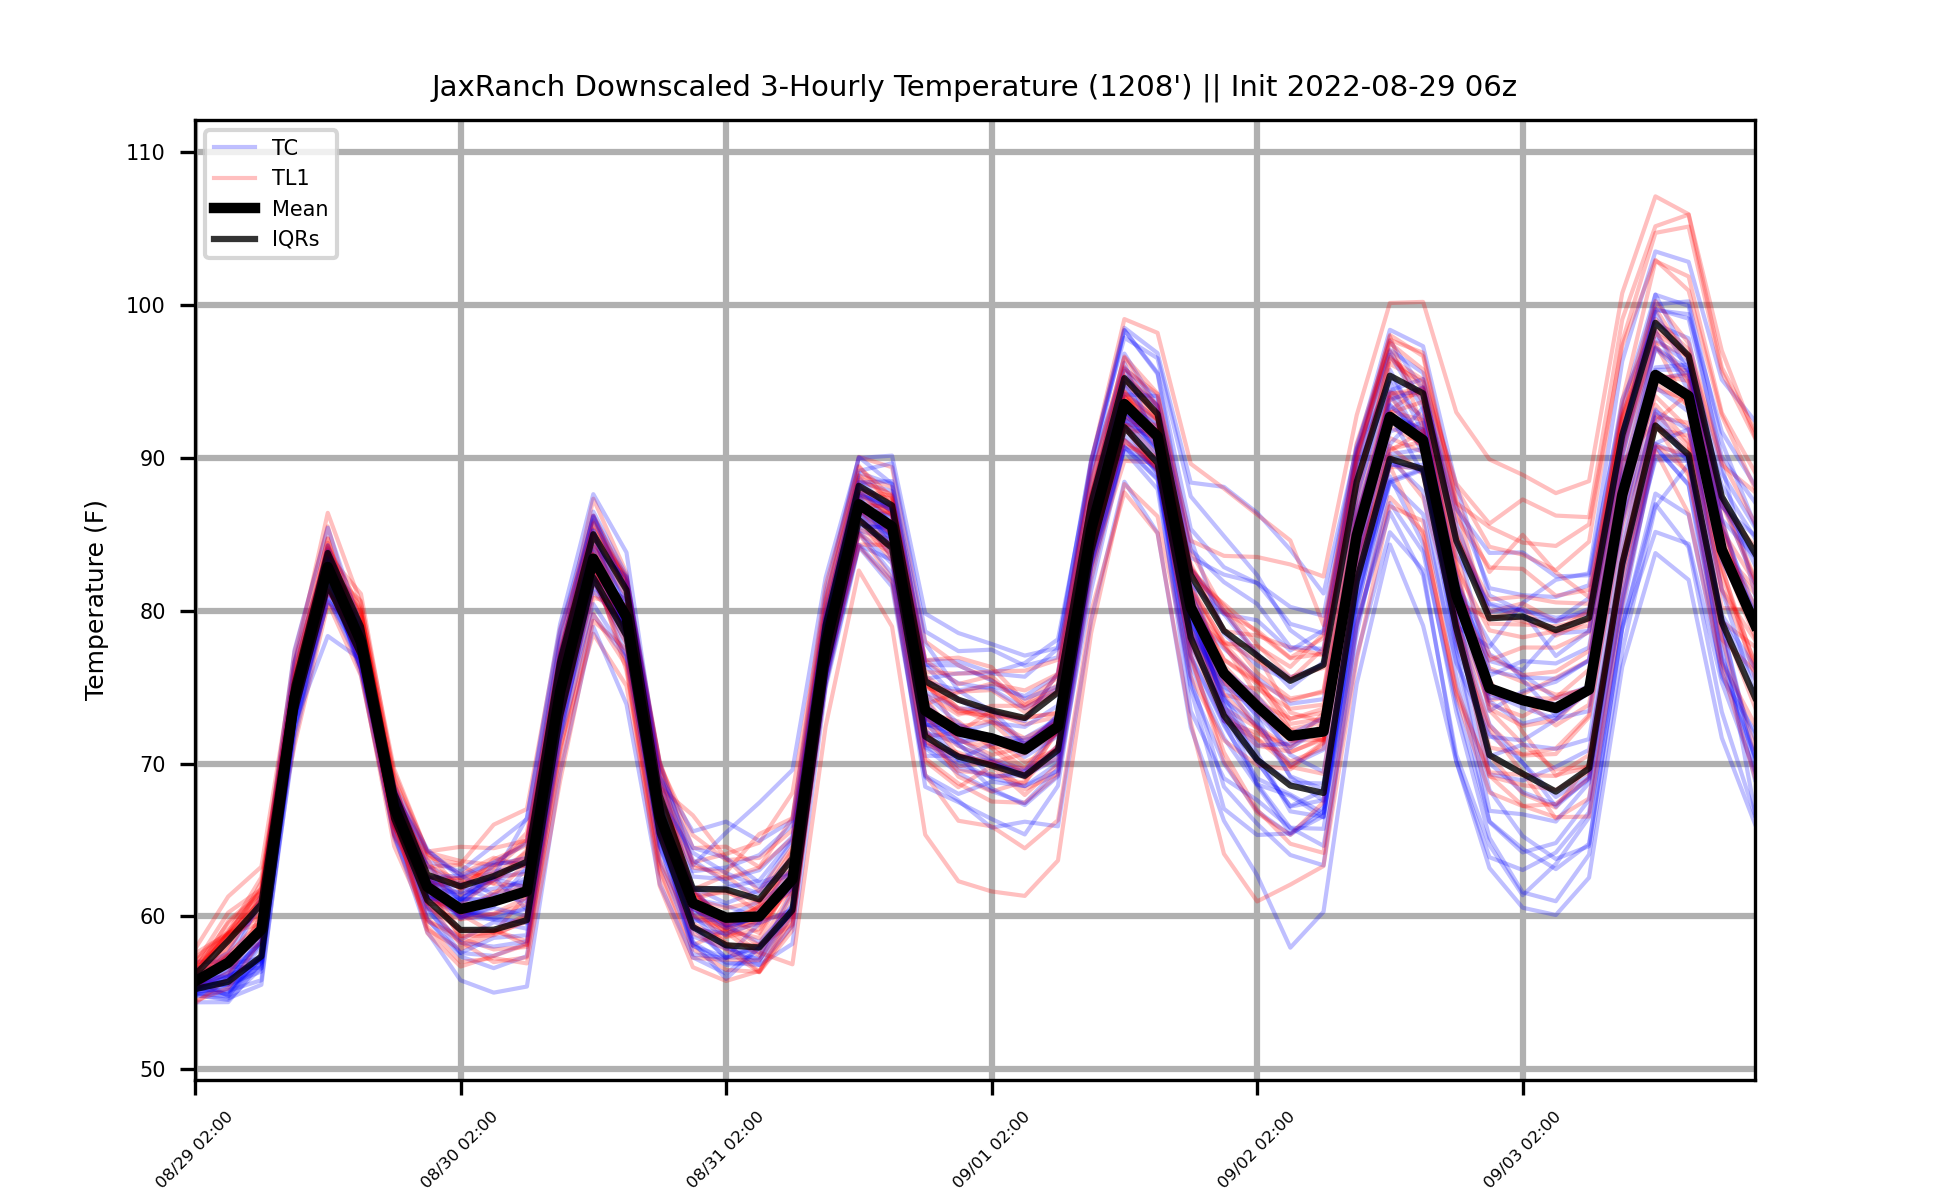 JaxRanch Downscaled 3-Hourly Temperature (1208') || Init 2022-08-29 06z
TC
TL1
Mean
IQRs
Temperature (F)
110
100
90
80
70
60
50
08/29 02:00
08/30 02:00
08/31 02:00
09/01 02:00
09/02 02:00
09/03 02:00